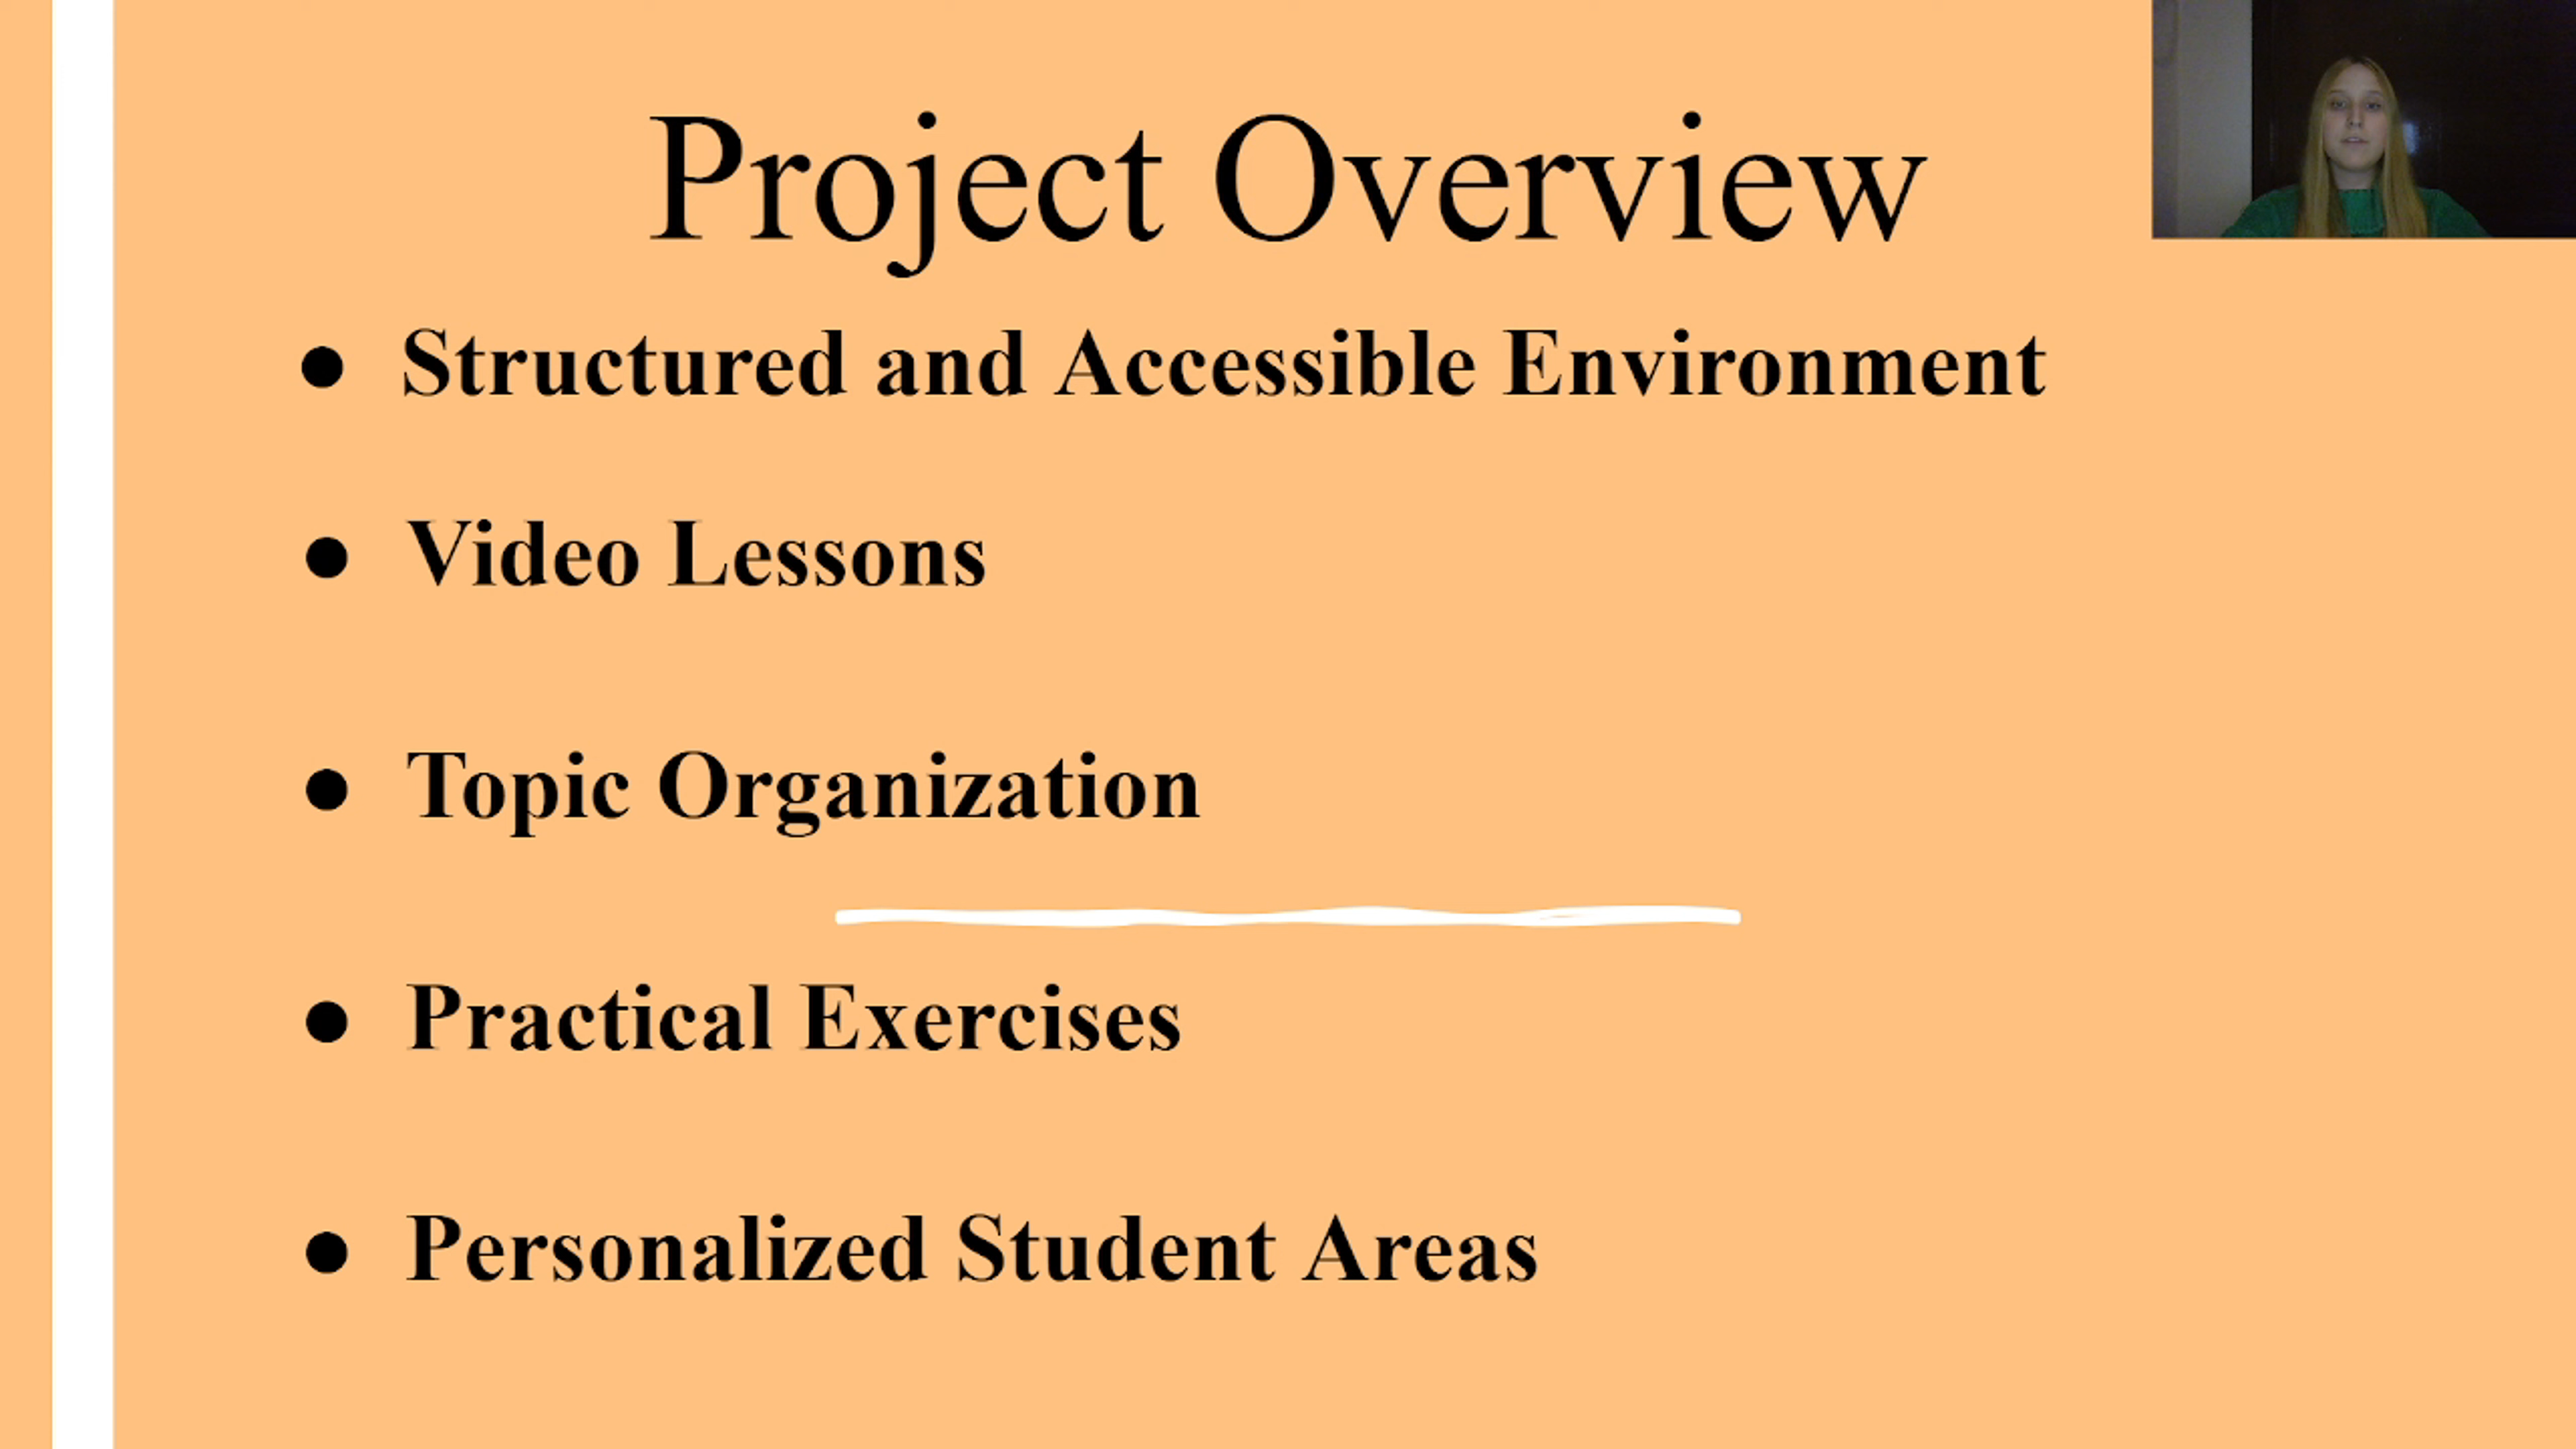 Project Overview
● Structured and Accessible Environment
● Video Lessons
● Topic Organization
● Practical Exercises
● Personalized Student Areas